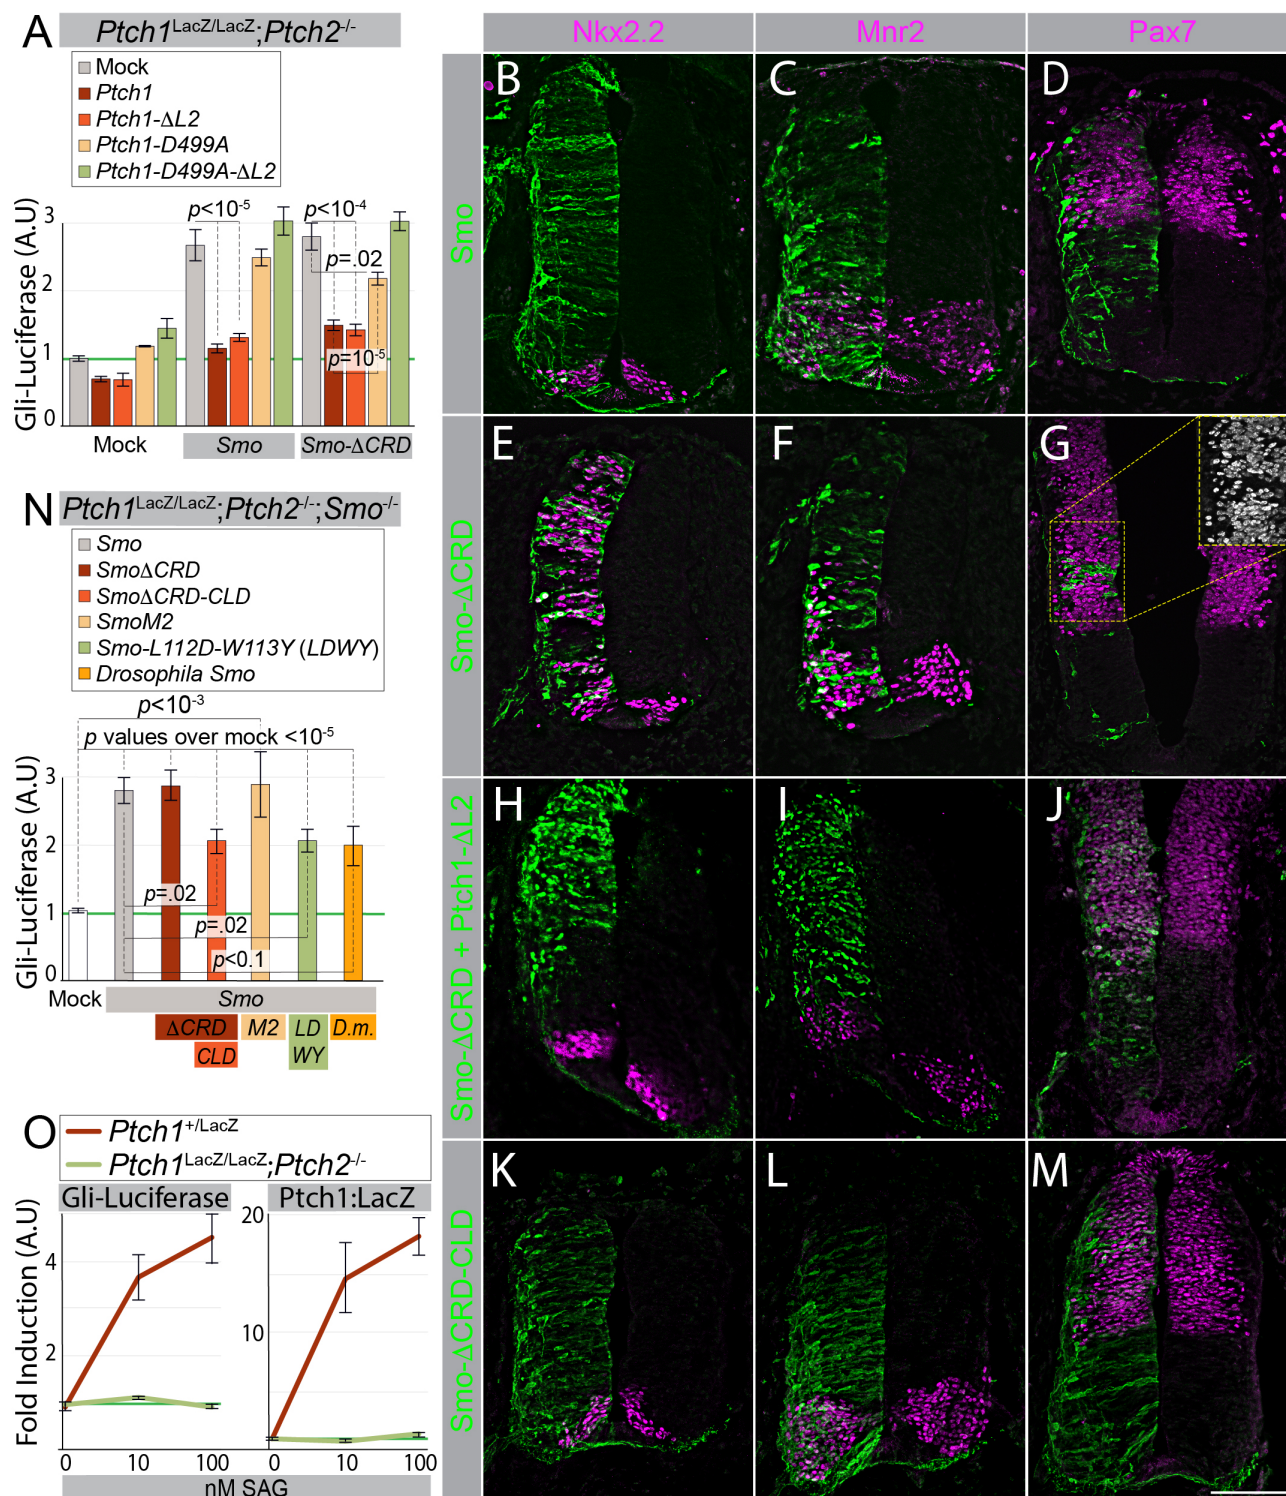 A
Ptch1LacZ/LacZ;Ptch2-/-
Mock
Ptch1
Ptch1-ΔL2
Ptch1-D499A
Ptch1-D499A-ΔL2
Gli-Luciferase (A.U)
3
2
1
0
p<10-5
p<10-4
p=.02
p=10-5
Mock
Smo
Smo-ΔCRD
N
Ptch1LacZ/LacZ;Ptch2-/-;Smo-/-
Smo
SmoΔCRD
SmoΔCRD-CLD
SmoM2
Smo-L112D-W113Y (LDWY)
Drosophila Smo
p<10-3
p values over mock <10-5
Gli-Luciferase (A.U)
3
2
1
0
p=.02
p=.02
p<0.1
Mock
Smo
ΔCRD
M2
LD
D.m.
CLD
WY
O
Ptch1+/LacZ
Ptch1LacZ/LacZ;Ptch2-/-
Gli-Luciferase
Ptch1:LacZ
Fold Induction (A.U)
4
2
20
10
0
10
100
0
10
100
nM SAG
Nkx2.2
Mnr2
Pax7
Smo
B
C
D
Smo-ΔCRD
E
F
G
Smo-ΔCRD + Ptch1-ΔL2
H
I
J
Smo-ΔCRD-CLD
K
L
M